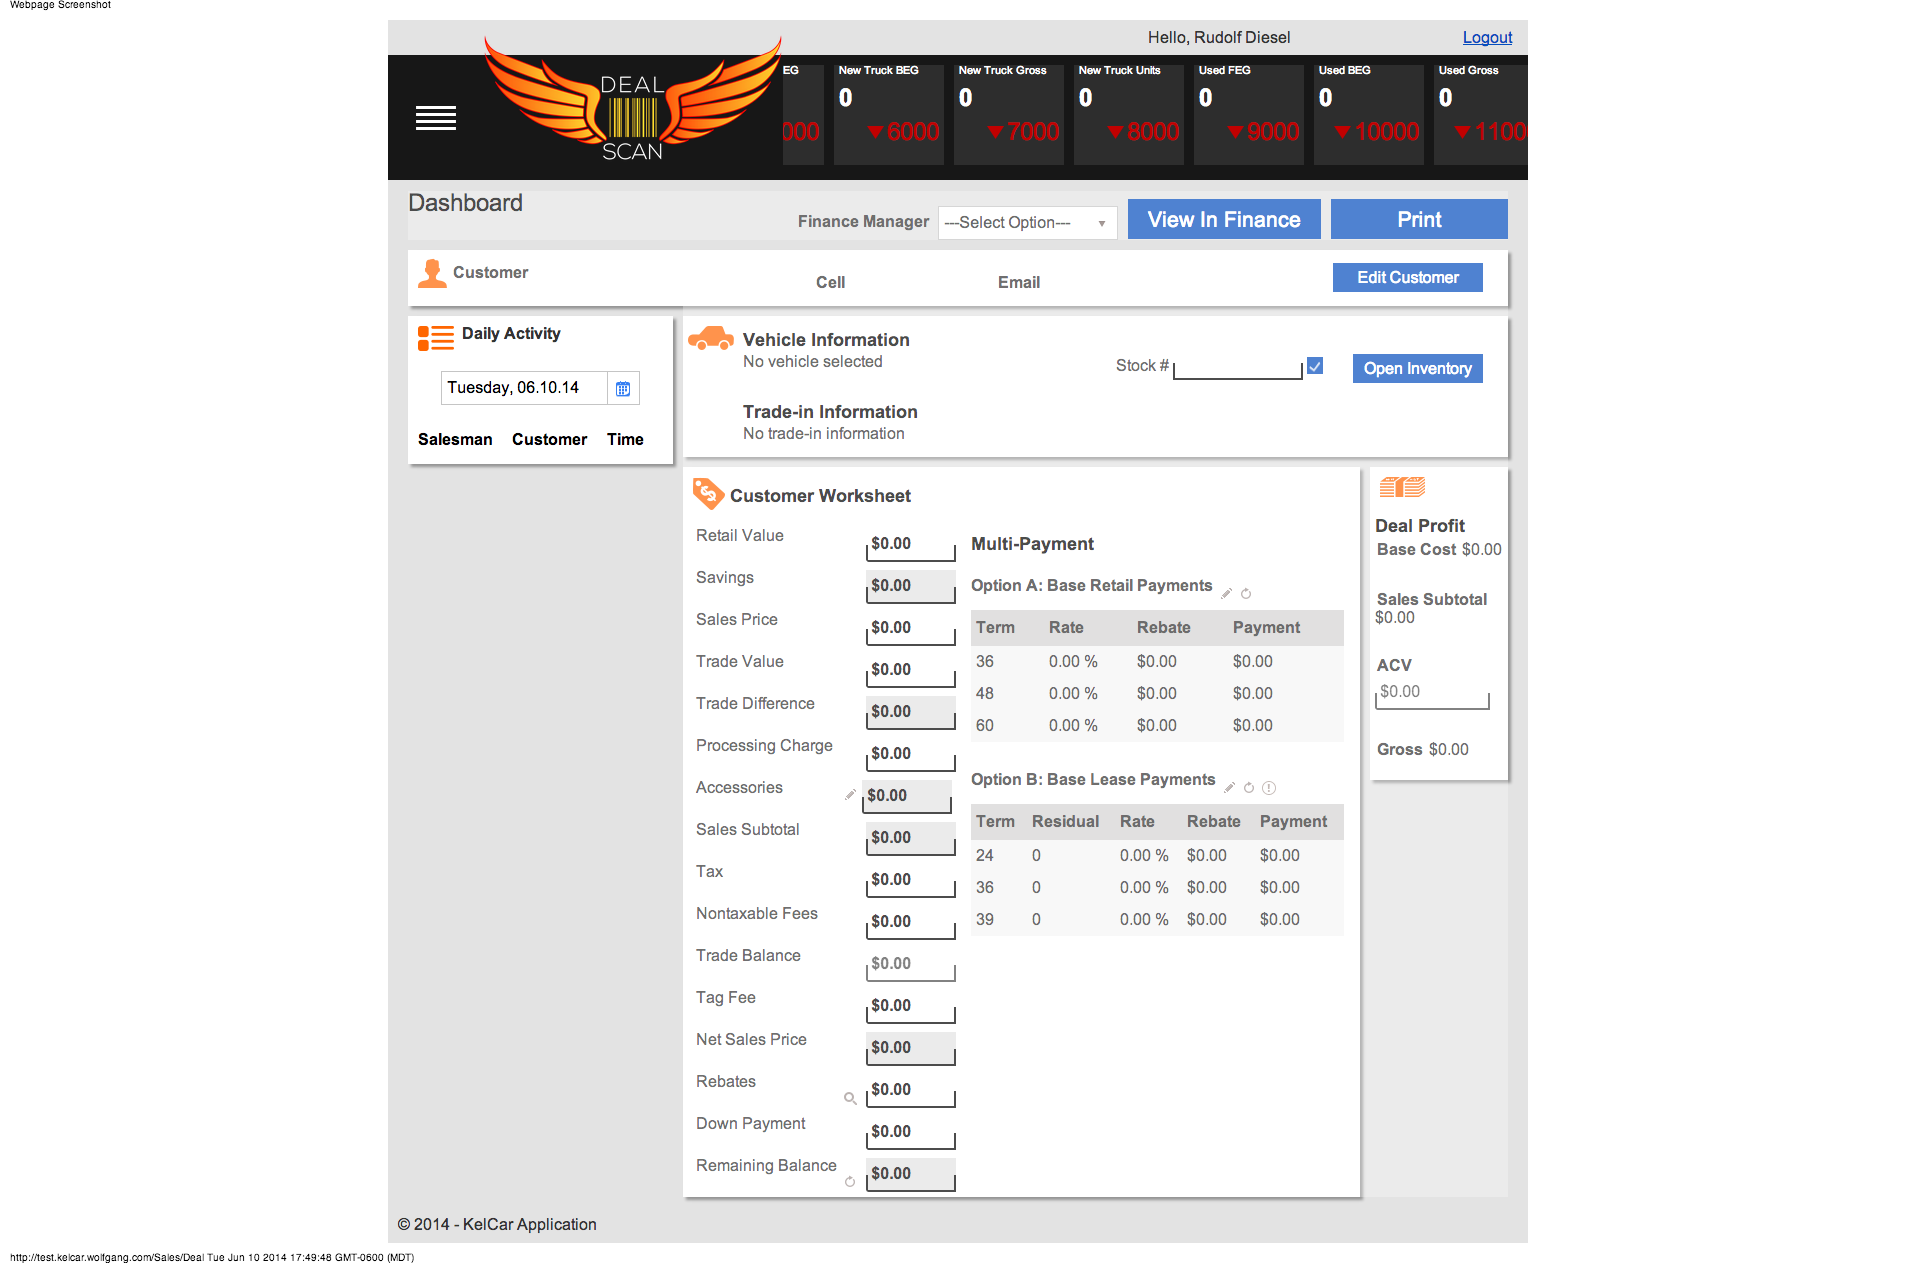 Webpage Screenshot
Hello, Rudolf Diesel
Logout
DEAL
SCAN
EG
000
New Truck BEG
0
▼6000
New Truck Gross
0
▼7000
New Truck Units
0
▼8000
Used FEG
0
▼9000
Used BEG
0
▼10000
Used Gross
0
▼1100
Dashboard
Finance Manager
---Select Option---
View In Finance
Print
Customer
Cell
Email
Edit Customer
Daily Activity
Tuesday, 06.10.14
Salesman Customer Time
Vehicle Information
No vehicle selected
Stock #
Open Inventory
Trade-in Information
No trade-in information
Customer Worksheet
Retail Value $0.00
Savings $0.00
Sales Price $0.00
Trade Value $0.00
Trade Difference $0.00
Processing Charge $0.00
Accessories $0.00
Sales Subtotal $0.00
Tax $0.00
Nontaxable Fees $0.00
Trade Balance $0.00
Tag Fee $0.00
Net Sales Price $0.00
Rebates $0.00
Down Payment $0.00
Remaining Balance $0.00
Multi-Payment
Option A: Base Retail Payments
Term Rate Rebate Payment
36 0.00 % $0.00 $0.00
48 0.00 % $0.00 $0.00
60 0.00 % $0.00 $0.00
Option B: Base Lease Payments
Term Residual Rate Rebate Payment
24 0 0.00 % $0.00 $0.00
36 0 0.00 % $0.00 $0.00
39 0 0.00 % $0.00 $0.00
Deal Profit
Base Cost $0.00
Sales Subtotal
$0.00
ACV
$0.00
Gross $0.00
© 2014 - KelCar Application
http://test.kelcar.wolfgang.com/Sales/Deal Tue Jun 10 2014 17:49:48 GMT-0600 (MDT)